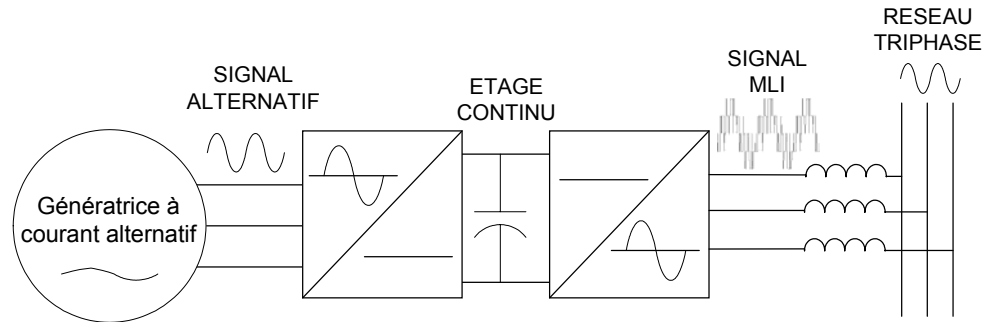 RESEAU
TRIPHASE
SIGNAL
MLI
SIGNAL
ALTERNATIF
ETAGE
CONTINU
Génératrice à
courant alternatif